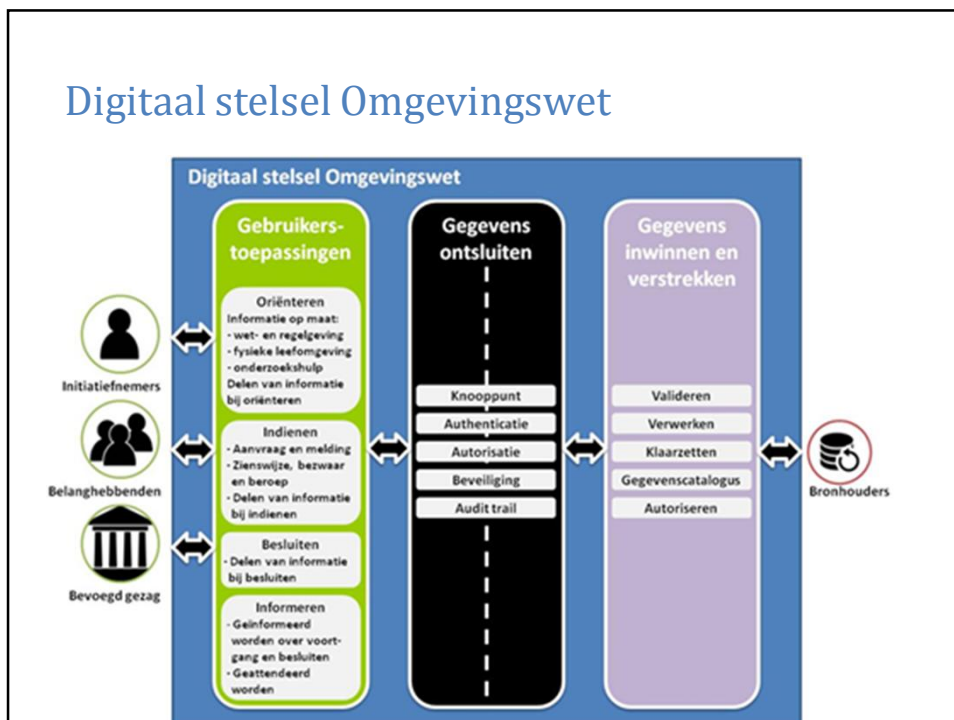 Digitaal stelsel Omgevingswet
Digitaal stelsel Omgevingswet
Gebruikers-
toepassingen
Oriënteren
Informatie op maat:
- wet- en regelgeving
- fysieke leefomgeving
- onderzoekshulp
Delen van informatie
bij oriënteren
Indienen
- Aanvraag en melding
- Zienswijze, bezwaar
en beroep
- Delen van informatie
bij indienen
Besluiten
- Delen van informatie
bij besluiten
Informeren
- Geïnformeerd
worden over voort-
gang en besluiten
- Geattendeerd
worden
Gegevens
ontsluiten
Knooppunt
Authenticatie
Autorisatie
Beveiliging
Audit trail
Gegevens
inwinnen en
verstrekken
Valideren
Verwerken
Klaarzetten
Gegevenscatalogus
Autoriseren
Initiatiefnemers
Belanghebbenden
Bevoegd gezag
Bronhouders